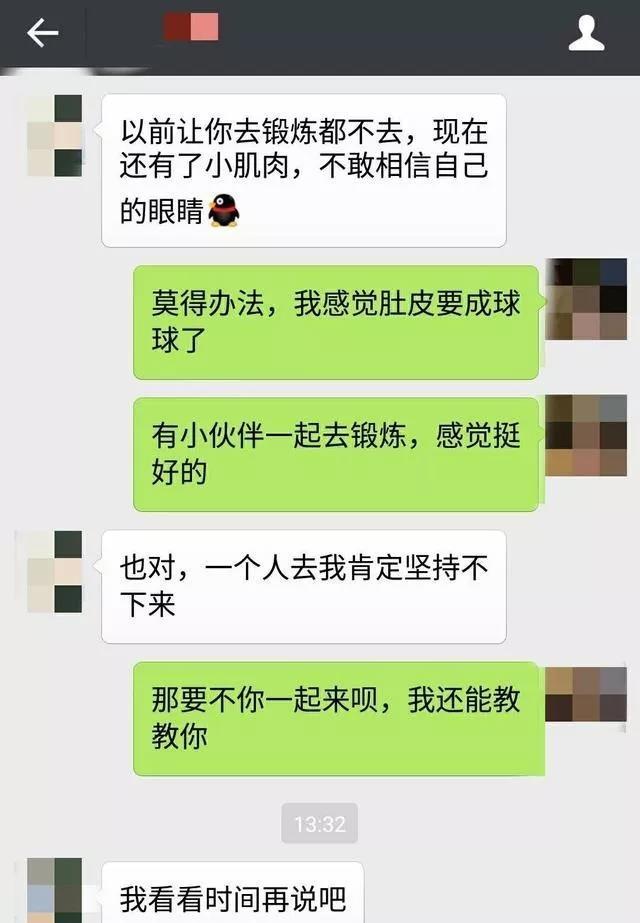 以前让你去锻炼都不去，现在
还有了小肌肉，不敢相信自己
的眼睛
莫得办法，我感觉肚皮要成球
球了
有小伙伴一起去锻炼，感觉挺
好的
也对，一个人去我肯定坚持不
下来
那要不你一起来呗，我还能教
教你
13:32
我看看时间再说吧